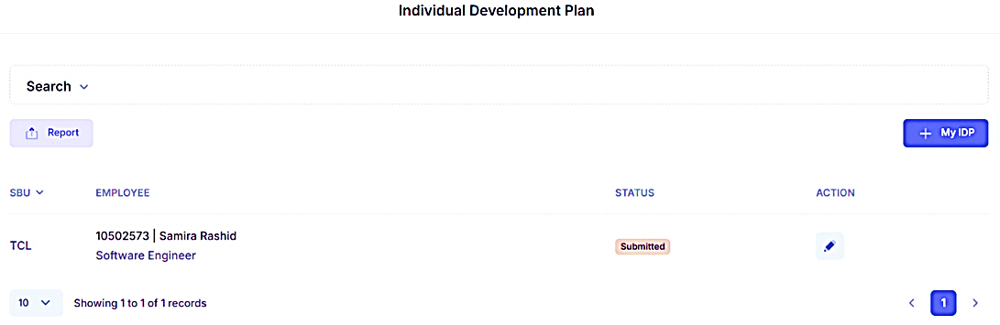 Individual Development Plan
Search
Report
+ My IDP
SBU EMPLOYEE STATUS ACTION
TCL 10502573 | Samira Rashid Submitted
Software Engineer
10 Showing 1 to 1 of 1 records < 1 >